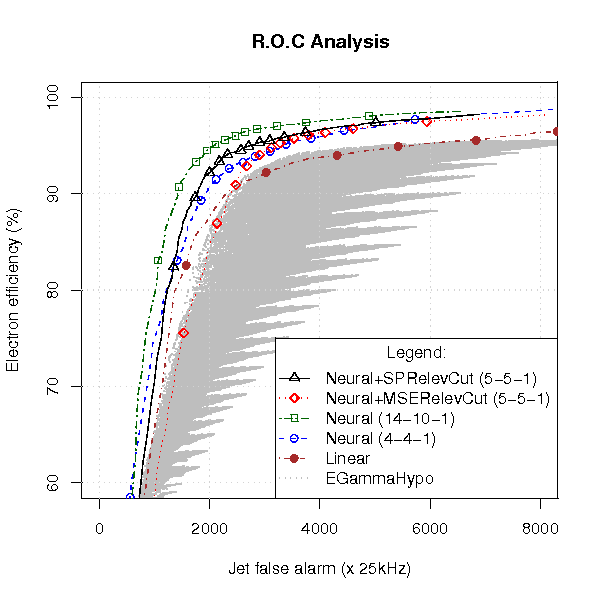 R.O.C Analysis
Electron efficiency (%)
100
90
80
70
60
Legend:
Neural+SPRelevCut (5−5−1)
Neural+MSERelevCut (5−5−1)
Neural (14−10−1)
Neural (4−4−1)
Linear
EGammaHypo
0 2000 4000 6000 8000
Jet false alarm (x 25kHz)